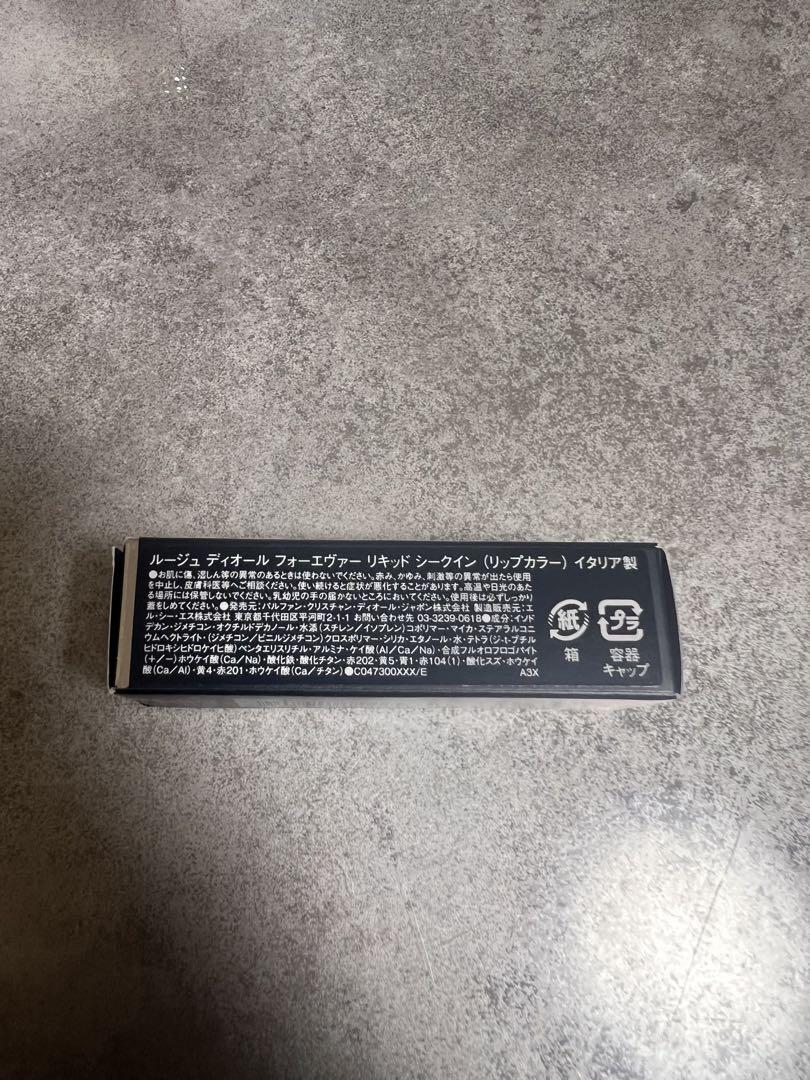 ルージュ ディオール フォーエヴァー リキッド シークイン（リップカラー）イタリア製
●お肌に傷、湿しん等の異常のあるときは使わないでください。赤み、かゆみ、刺激等の異常が出たら使用
を中止し、皮膚科医等へご相談ください。使い続けると症状が悪化することがあります。高温や日光のあた
る場所には保管しないでください。乳幼児の手の届かないところにおいてください。使用後は必ずしっかり
蓋をしめてください。●発売元：パルファン・クリスチャン・ディオール・ジャポン株式会社 製造販売元：エ
ル・シー・エス株式会社 東京都千代田区平河町2-1-1 お問い合わせ先 03-3239-0618●成分：インド
デカン・ジメチコン・オクチルドデカノール・水添（スチレン／イソプレン）コポリマー・マイカ・ステアラルコニ
ウムヘクトライト・（ジメチコン/ビニルジメチコン）クロスポリマー・シリカ・エタノール・水・テトラ（ジ-t-ブチル
ヒドロキシヒドロケイヒ酸）ペンタエリスリチル・アルミナ・ケイ酸（Al/Ca/Na）・合成フルオロフロゴパイト
（＋/－）ホウケイ酸（Ca/Na）・酸化鉄・酸化チタン・赤202・黄5・青1・赤104（1）・酸化スズ・ホウケイ
酸（Ca/Al）・黄4・赤201・ホウケイ酸（Ca/チタン）●C047300XXX/E
A3X
紙
箱
プラ
容器
キャップ